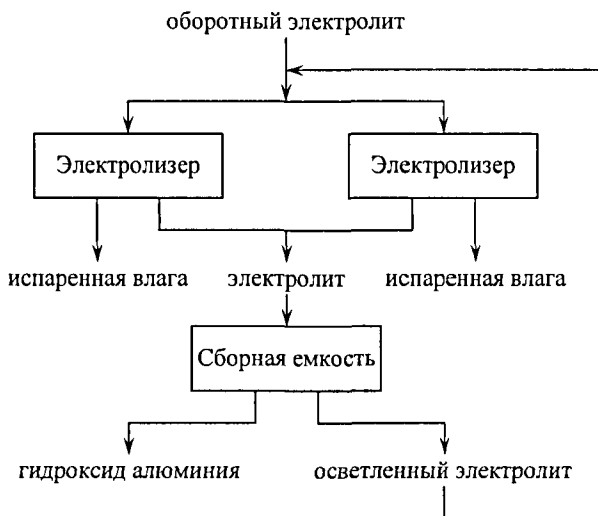 оборотный электролит
Электролизер Электролизер
испаренная влага электролит испаренная влага
Сборная емкость
гидроксид алюминия осветленный электролит